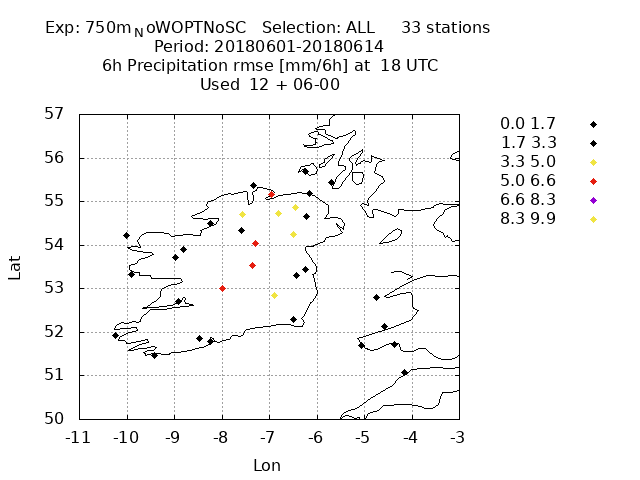 Exp: 750mNoWOPTNoSC Selection: ALL 33 stations
Period: 20180601-20180614
6h Precipitation rmse [mm/6h] at 18 UTC
Used 12 + 06-00
57
56
55
54
53
52
51
50
-11 -10 -9 -8 -7 -6 -5 -4 -3
Lat
Lon
0.0 1.7
1.7 3.3
3.3 5.0
5.0 6.6
6.6 8.3
8.3 9.9